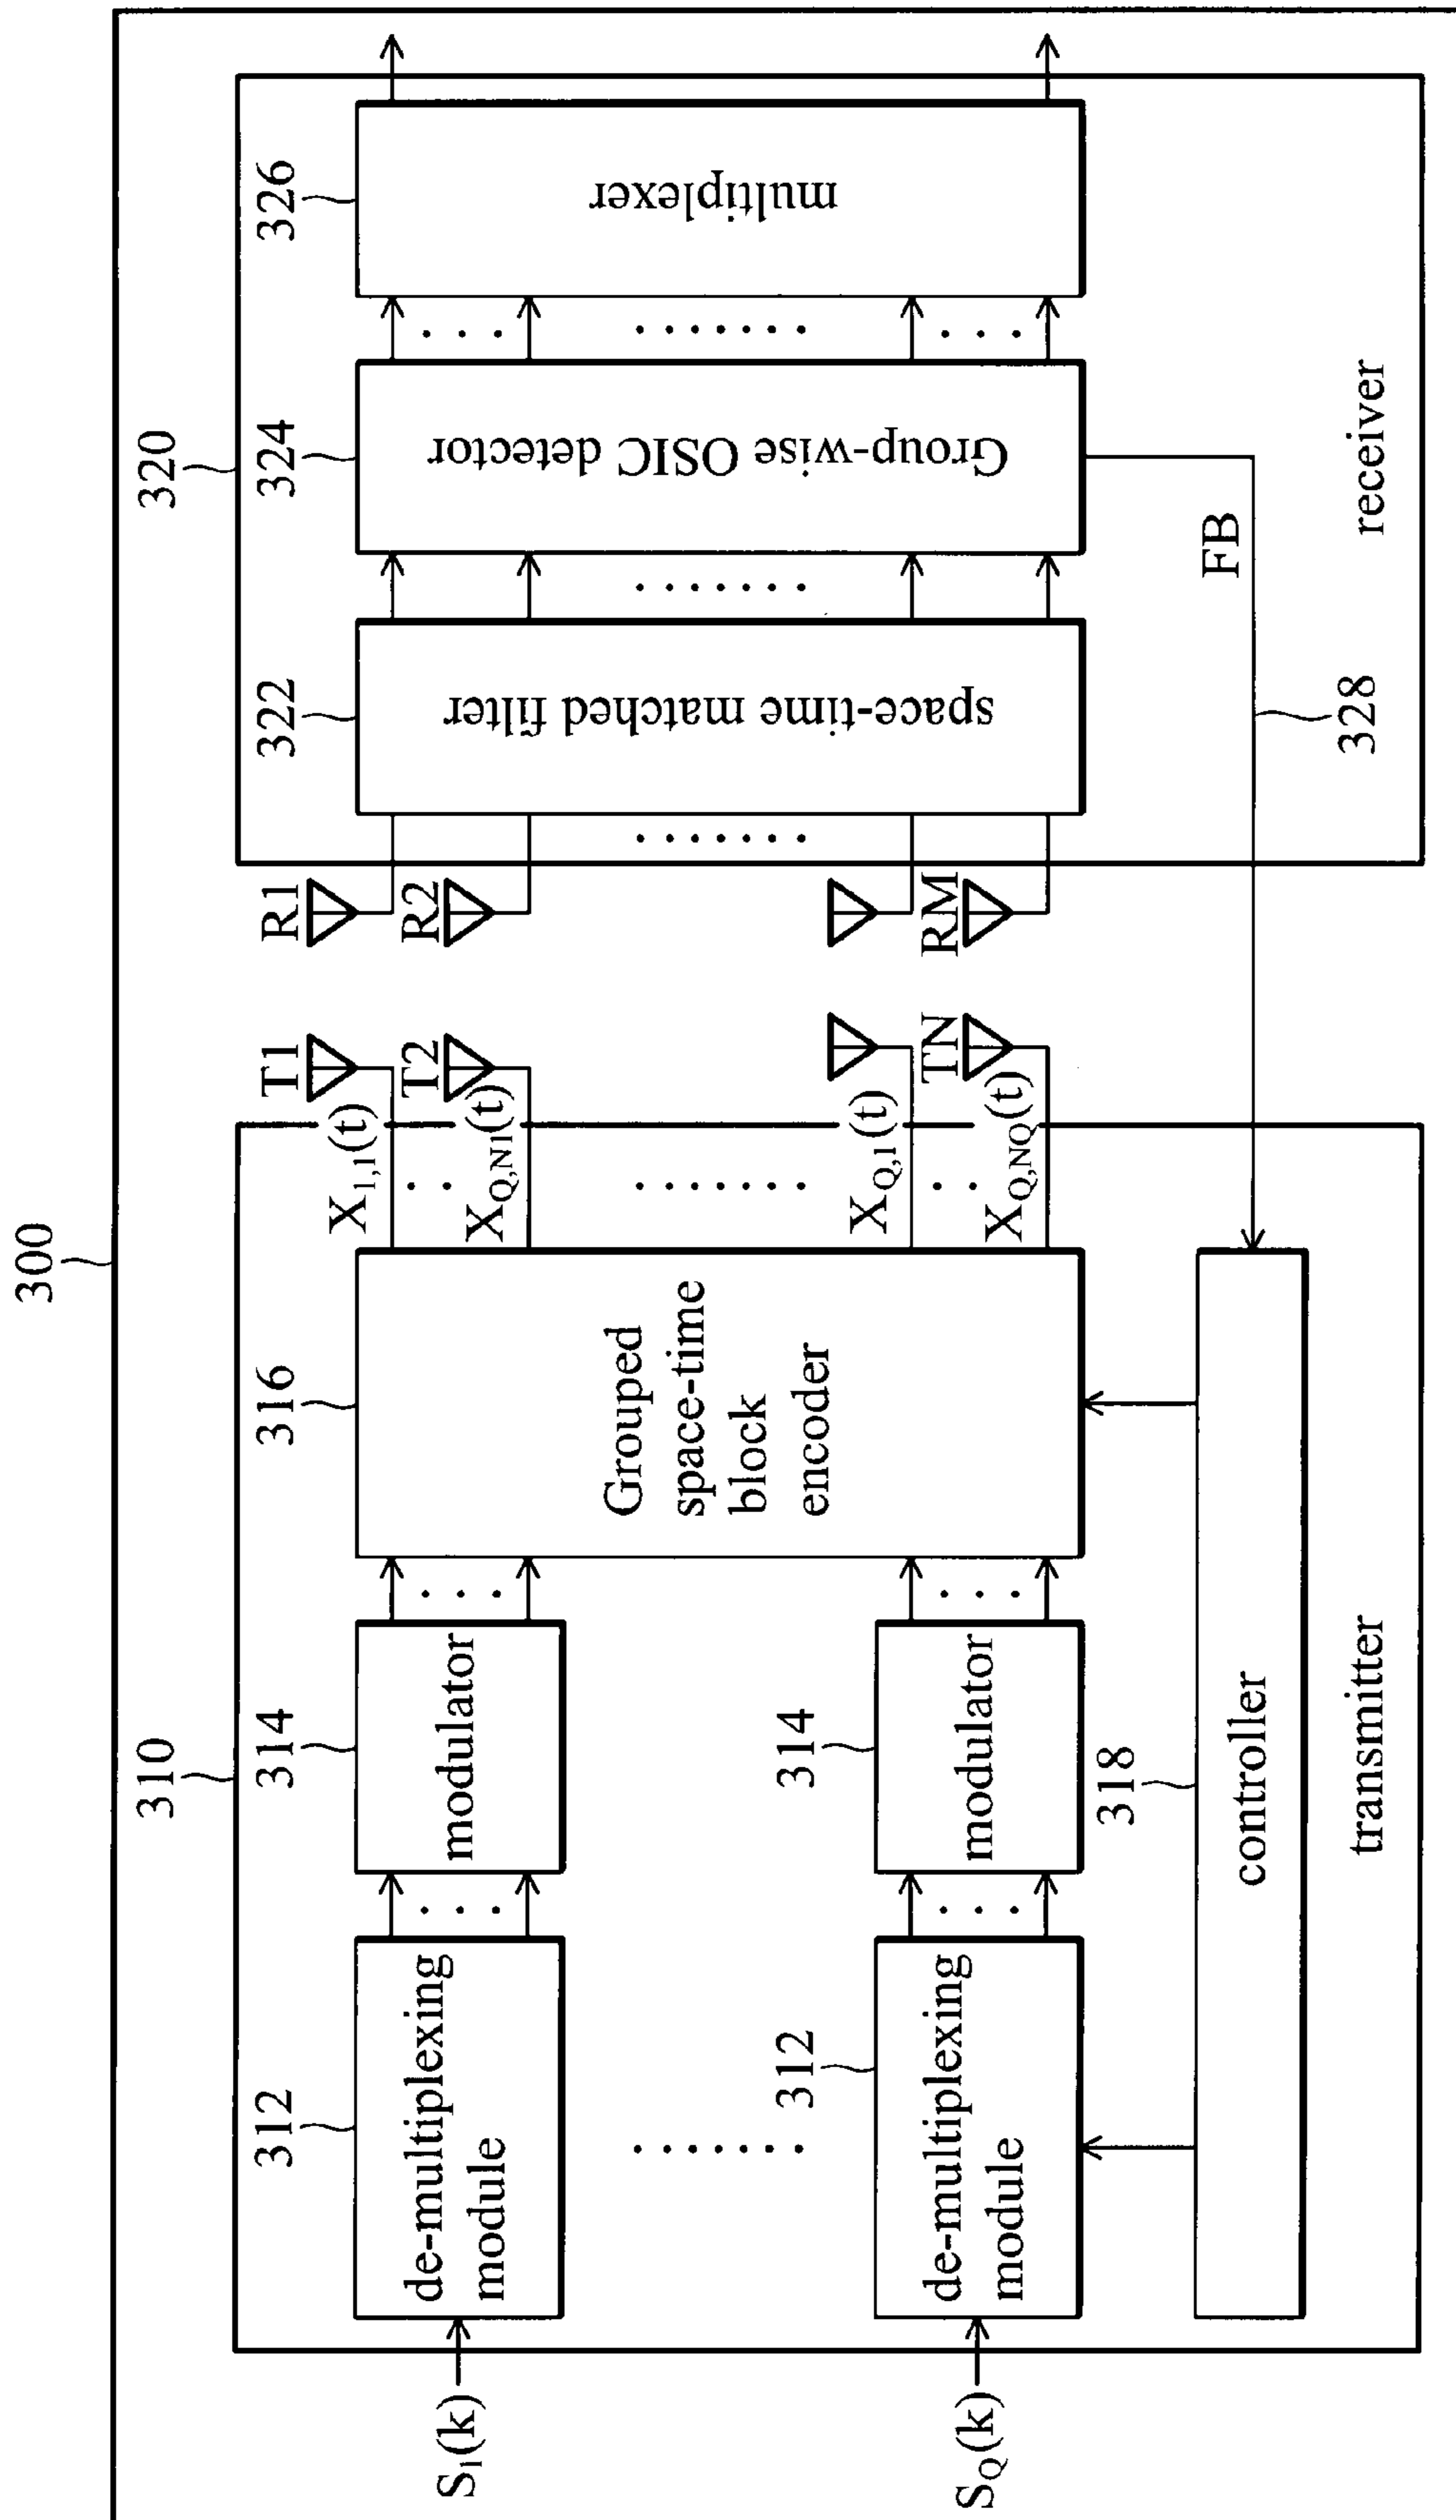 300
310
320
312
314
316
322
324
326
S1(k)
de-multiplexing
module
modulator
Grouped
space-time
block
encoder
X1,1(t)
T1
XQ,N1(t)
T2
R1
R2
space-time matched filter
Group-wise OSIC detector
multiplexer
312
314
SQ(k)
de-multiplexing
module
modulator
XQ,1(t)
XQ,NQ(t)
TN
RM
318
controller
transmitter
FB
328
receiver